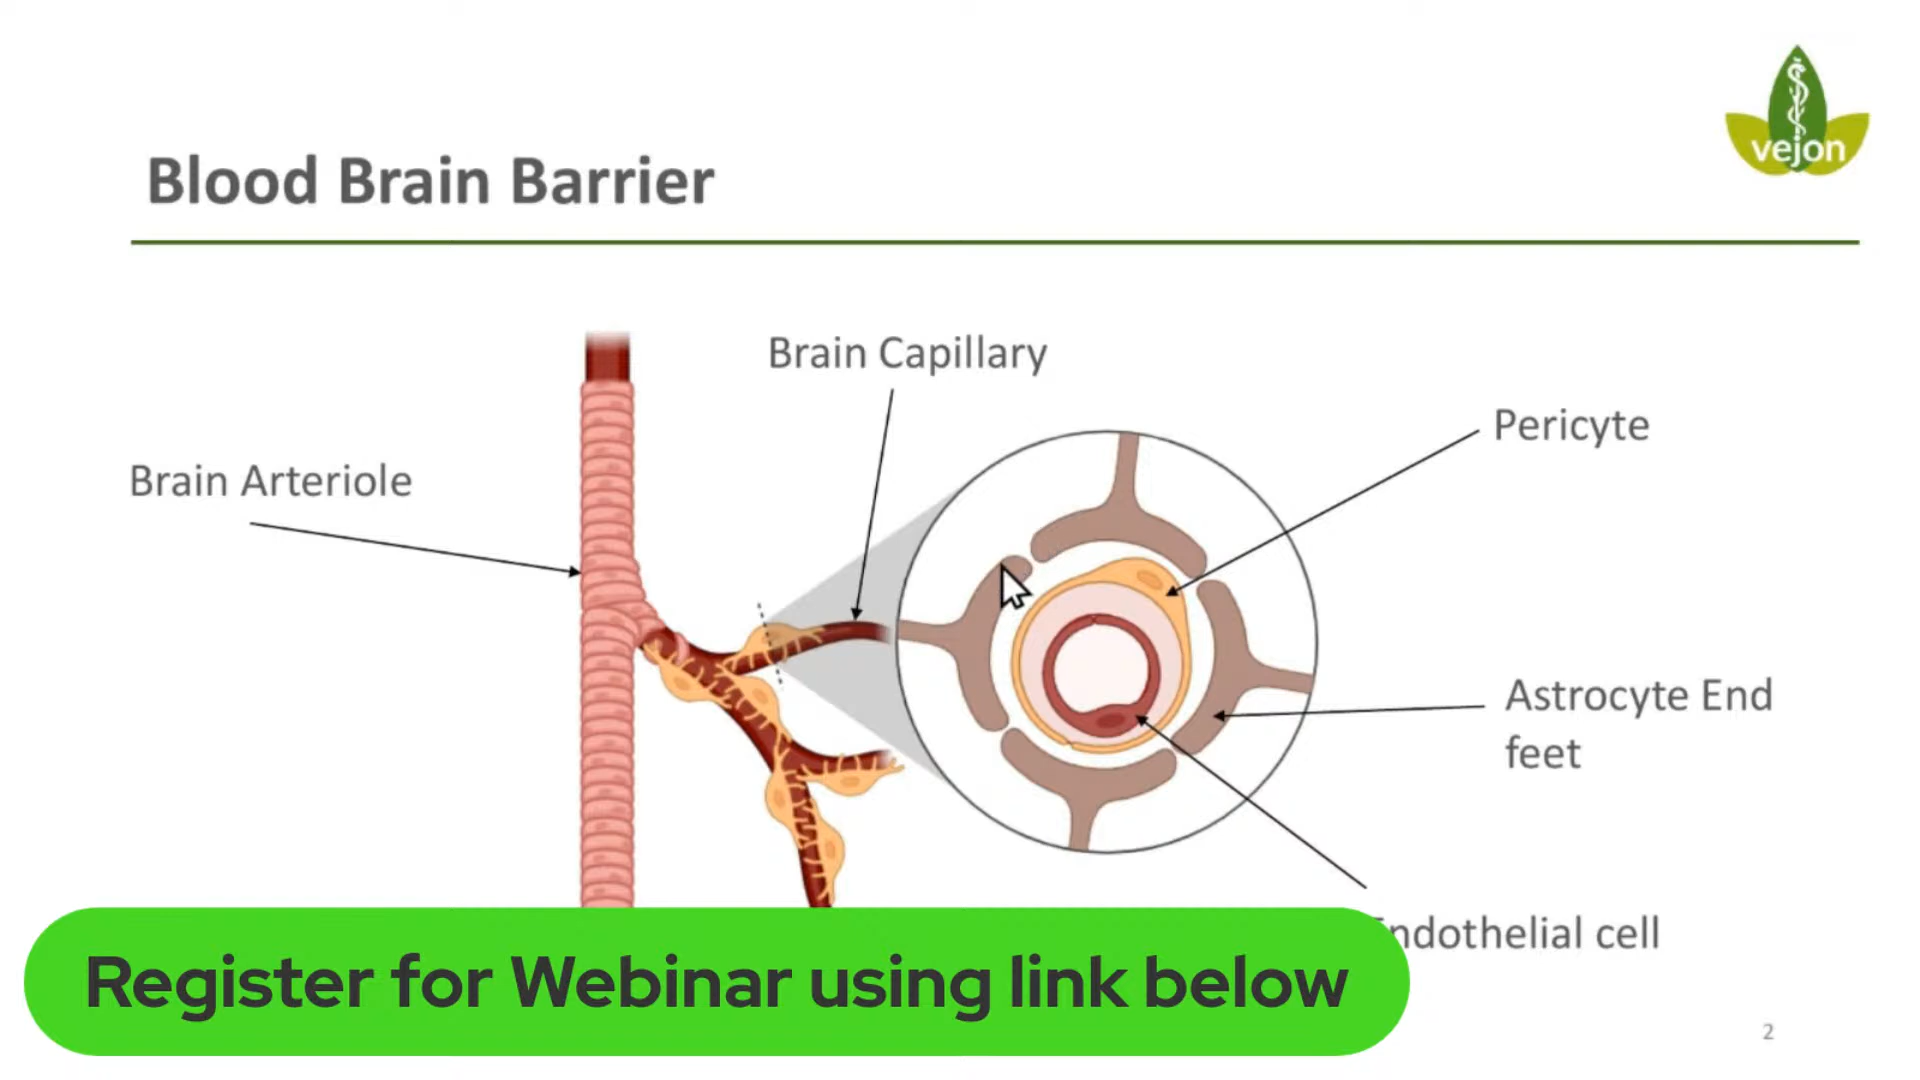 vejon
Blood Brain Barrier
Brain Capillary
Pericyte
Brain Arteriole
Astrocyte End
feet
ndothelial cell
Register for Webinar using link below
2